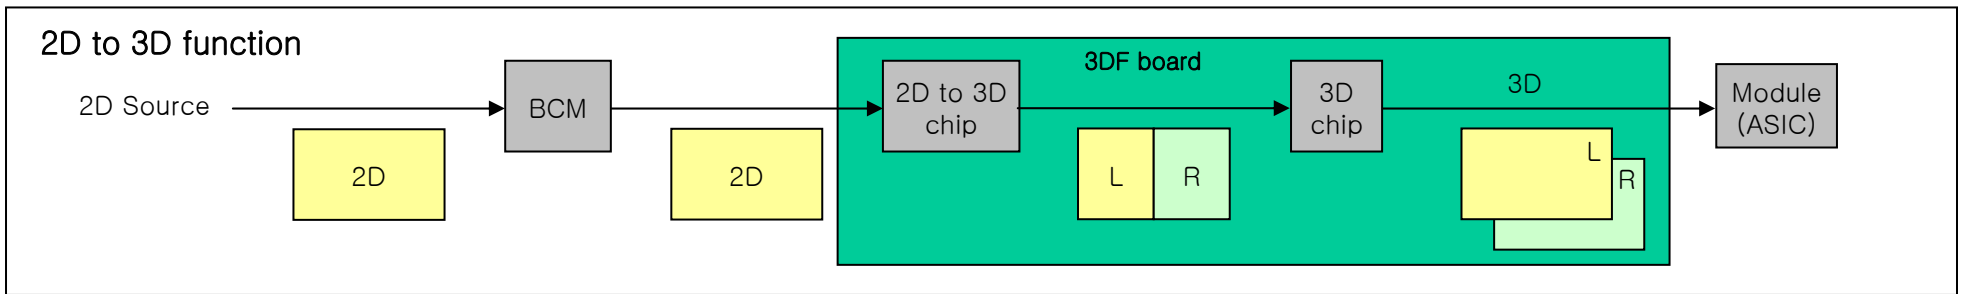 2D to 3D function
3DF board
2D Source
BCM
2D to 3D
chip
3D
chip
3D
Module
(ASIC)
2D
2D
L
R
L
R